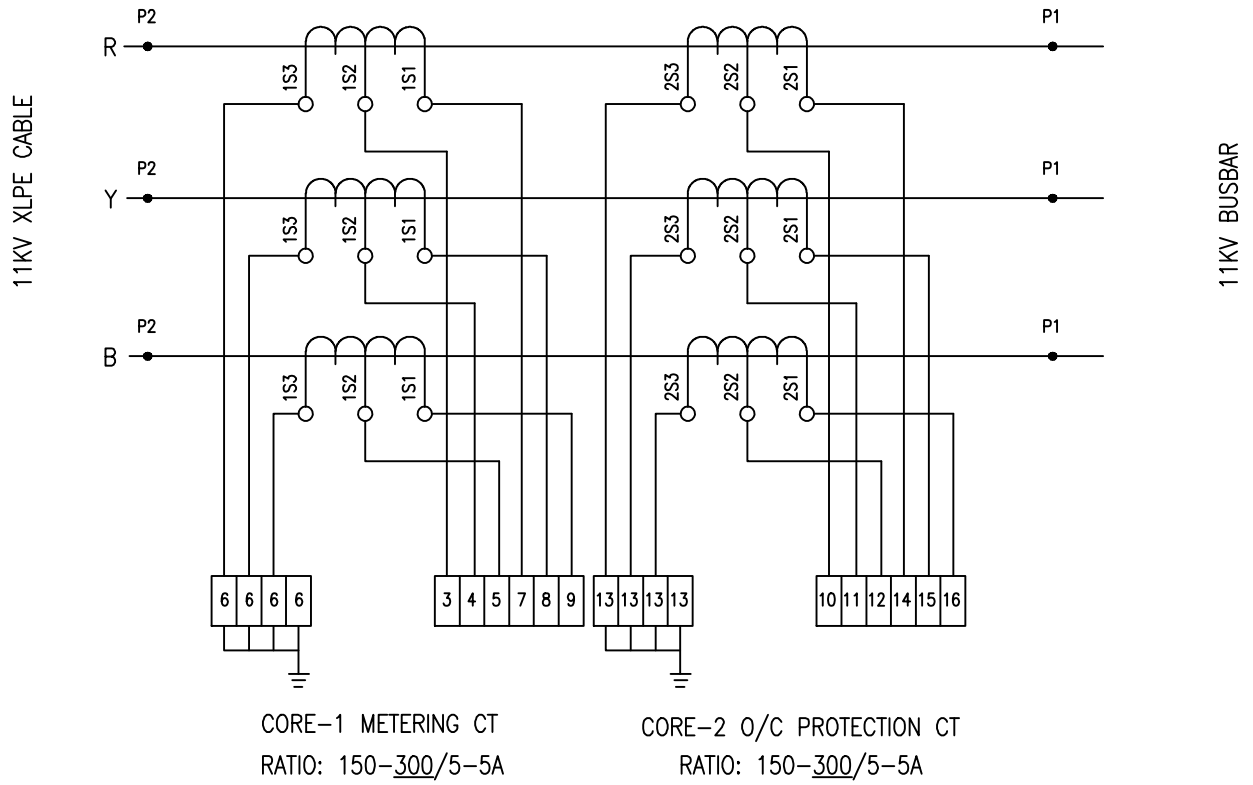 P2 P1
R
1S3 1S2 1S1 2S3 2S2 2S1
11KV XLPE CABLE
P2 P1
Y
1S3 1S2 1S1 2S3 2S2 2S1
11KV BUSBAR
P2 P1
B
1S3 1S2 1S1 2S3 2S2 2S1
6 6 6 6 3 4 5 7 8 9 13 13 13 13 10 11 12 14 15 16
CORE-1 METERING CT
RATIO: 150-300/5-5A
CORE-2 O/C PROTECTION CT
RATIO: 150-300/5-5A